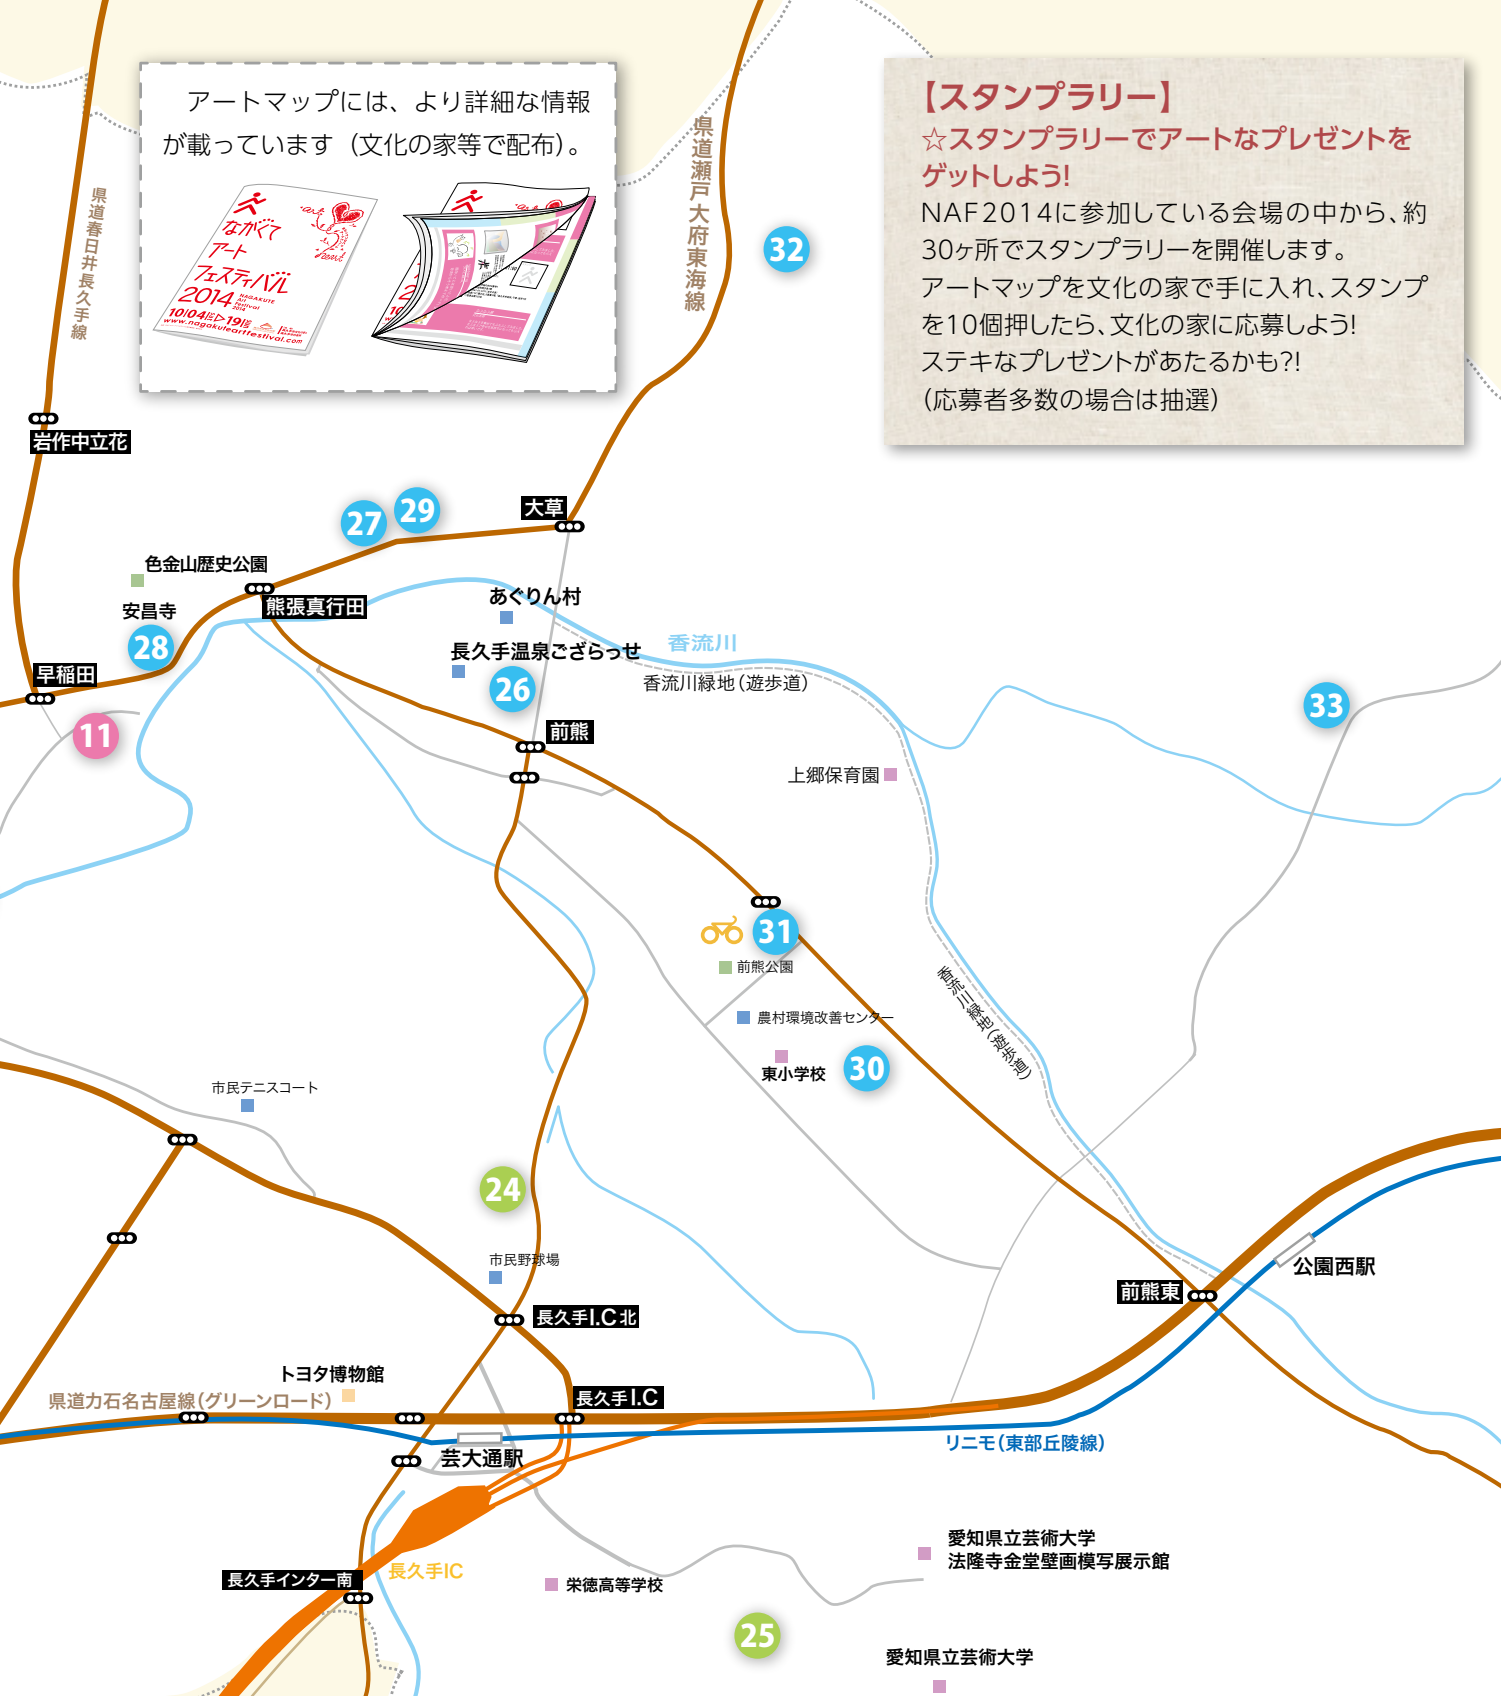 アートマップには、より詳細な情報
が載っています（文化の家等で配布）。
ながくて
アート
フェスティバル
2014
NAGAKUTE
Art
Festival
2014
10|04 ▷19
www.nagakuteartfestival.com
【スタンプラリー】
☆スタンプラリーでアートなプレゼントを
ゲットしよう!
NAF2014に参加している会場の中から、約
30ヶ所でスタンプラリーを開催します。
アートマップを文化の家で手に入れ、スタンプ
を10個押したら、文化の家に応募しよう!
ステキなプレゼントがあたるかも?!
（応募者多数の場合は抽選）
県道春日井長久手線
県道瀬戸大府東海線
32
岩作中立花
27
29
大草
色金山歴史公園
安昌寺
28
熊張真行田
あぐりん村
香流川
長久手温泉ござらっせ
香流川緑地（遊歩道）
26
早稲田
11
前熊
33
上郷保育園
31
前熊公園
香流川緑地（遊歩道）
農村環境改善センター
東小学校
30
市民テニスコート
24
市民野球場
公園西駅
前熊東
長久手I.C北
トヨタ博物館
県道力石名古屋線（グリーンロード）
長久手I.C
芸大通駅
リニモ（東部丘陵線）
愛知県立芸術大学
法隆寺金堂壁画模写展示館
長久手IC
長久手インター南
栄徳高等学校
25
愛知県立芸術大学